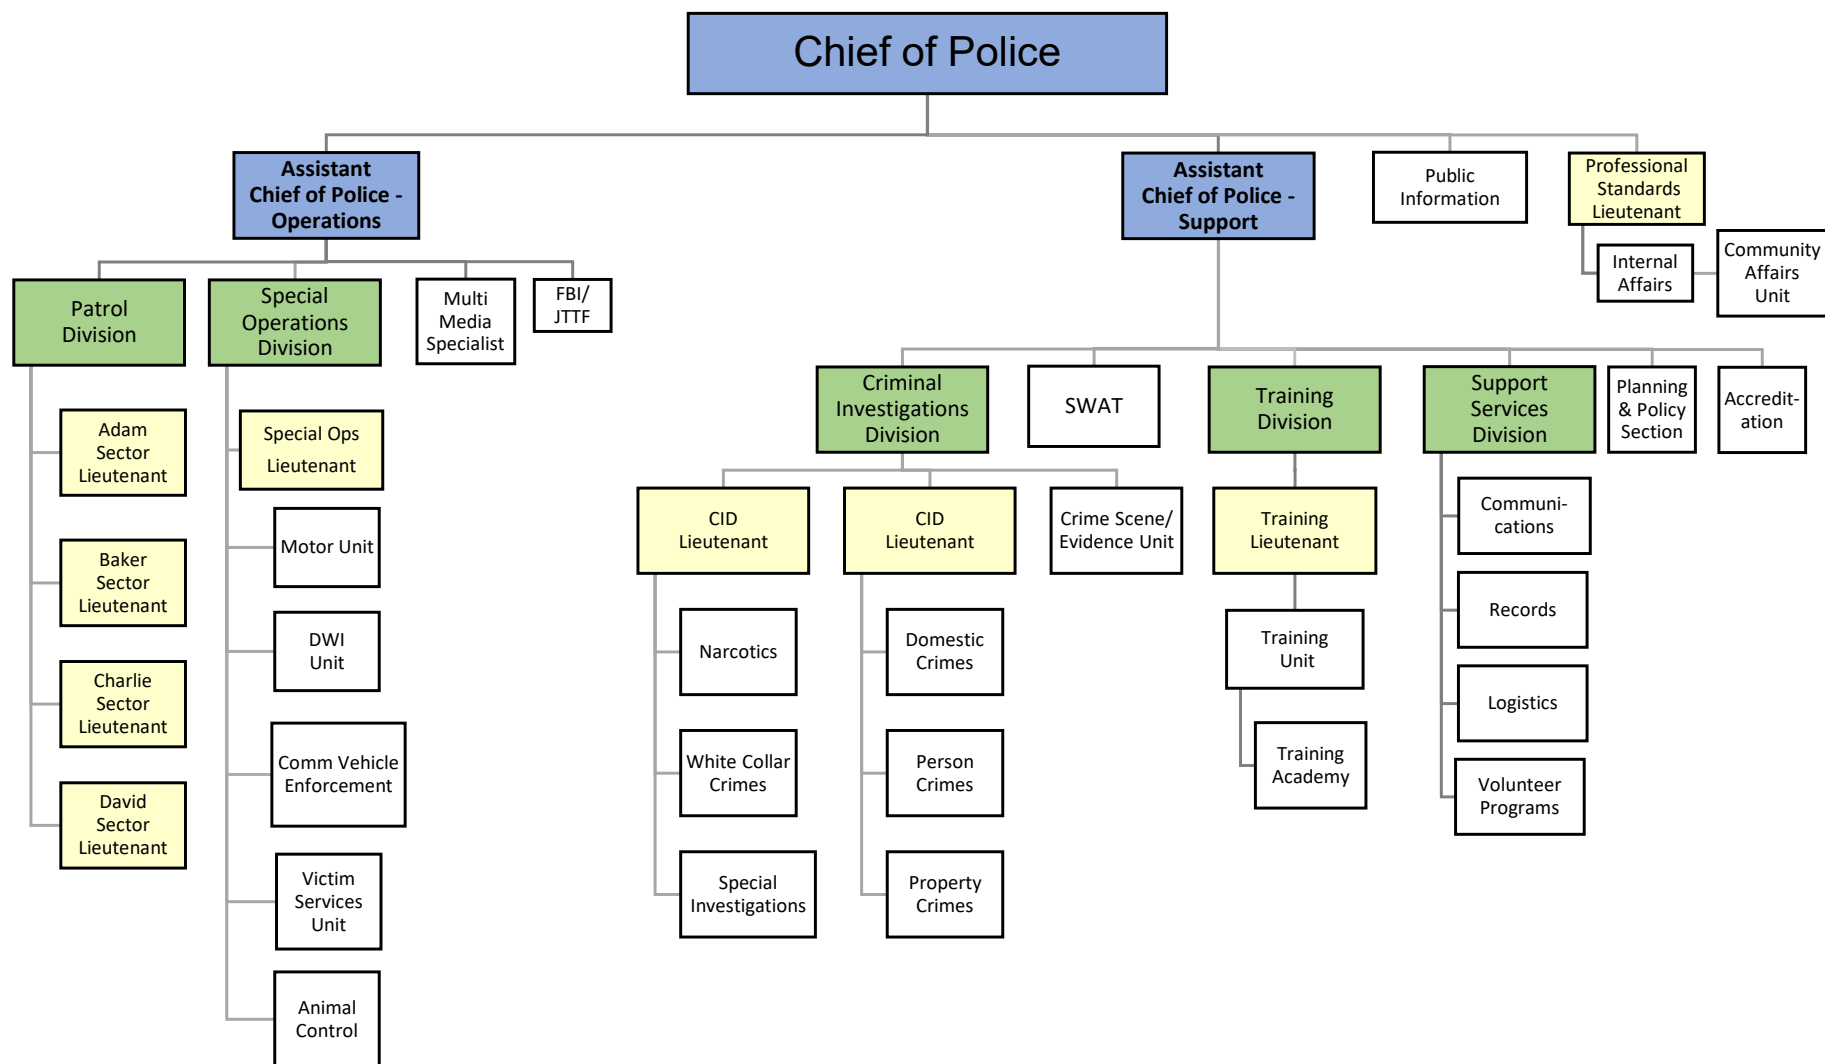 Chief of Police
Assistant
Chief of Police -
Operations
Assistant
Chief of Police -
Support
Public
Information
Professional
Standards
Lieutenant
Internal
Affairs
Community
Affairs
Unit
Patrol
Division
Special
Operations
Division
Multi
Media
Specialist
FBI/
JTTF
Criminal
Investigations
Division
SWAT
Training
Division
Support
Services
Division
Planning
& Policy
Section
Accredit-
ation
Adam
Sector
Lieutenant
Baker
Sector
Lieutenant
Charlie
Sector
Lieutenant
David
Sector
Lieutenant
Special Ops
Lieutenant
Motor Unit
DWI
Unit
Comm Vehicle
Enforcement
Victim
Services
Unit
Animal
Control
CID
Lieutenant
Narcotics
White Collar
Crimes
Special
Investigations
CID
Lieutenant
Domestic
Crimes
Person
Crimes
Property
Crimes
Crime Scene/
Evidence Unit
Training
Lieutenant
Training
Unit
Training
Academy
Communi-
cations
Records
Logistics
Volunteer
Programs